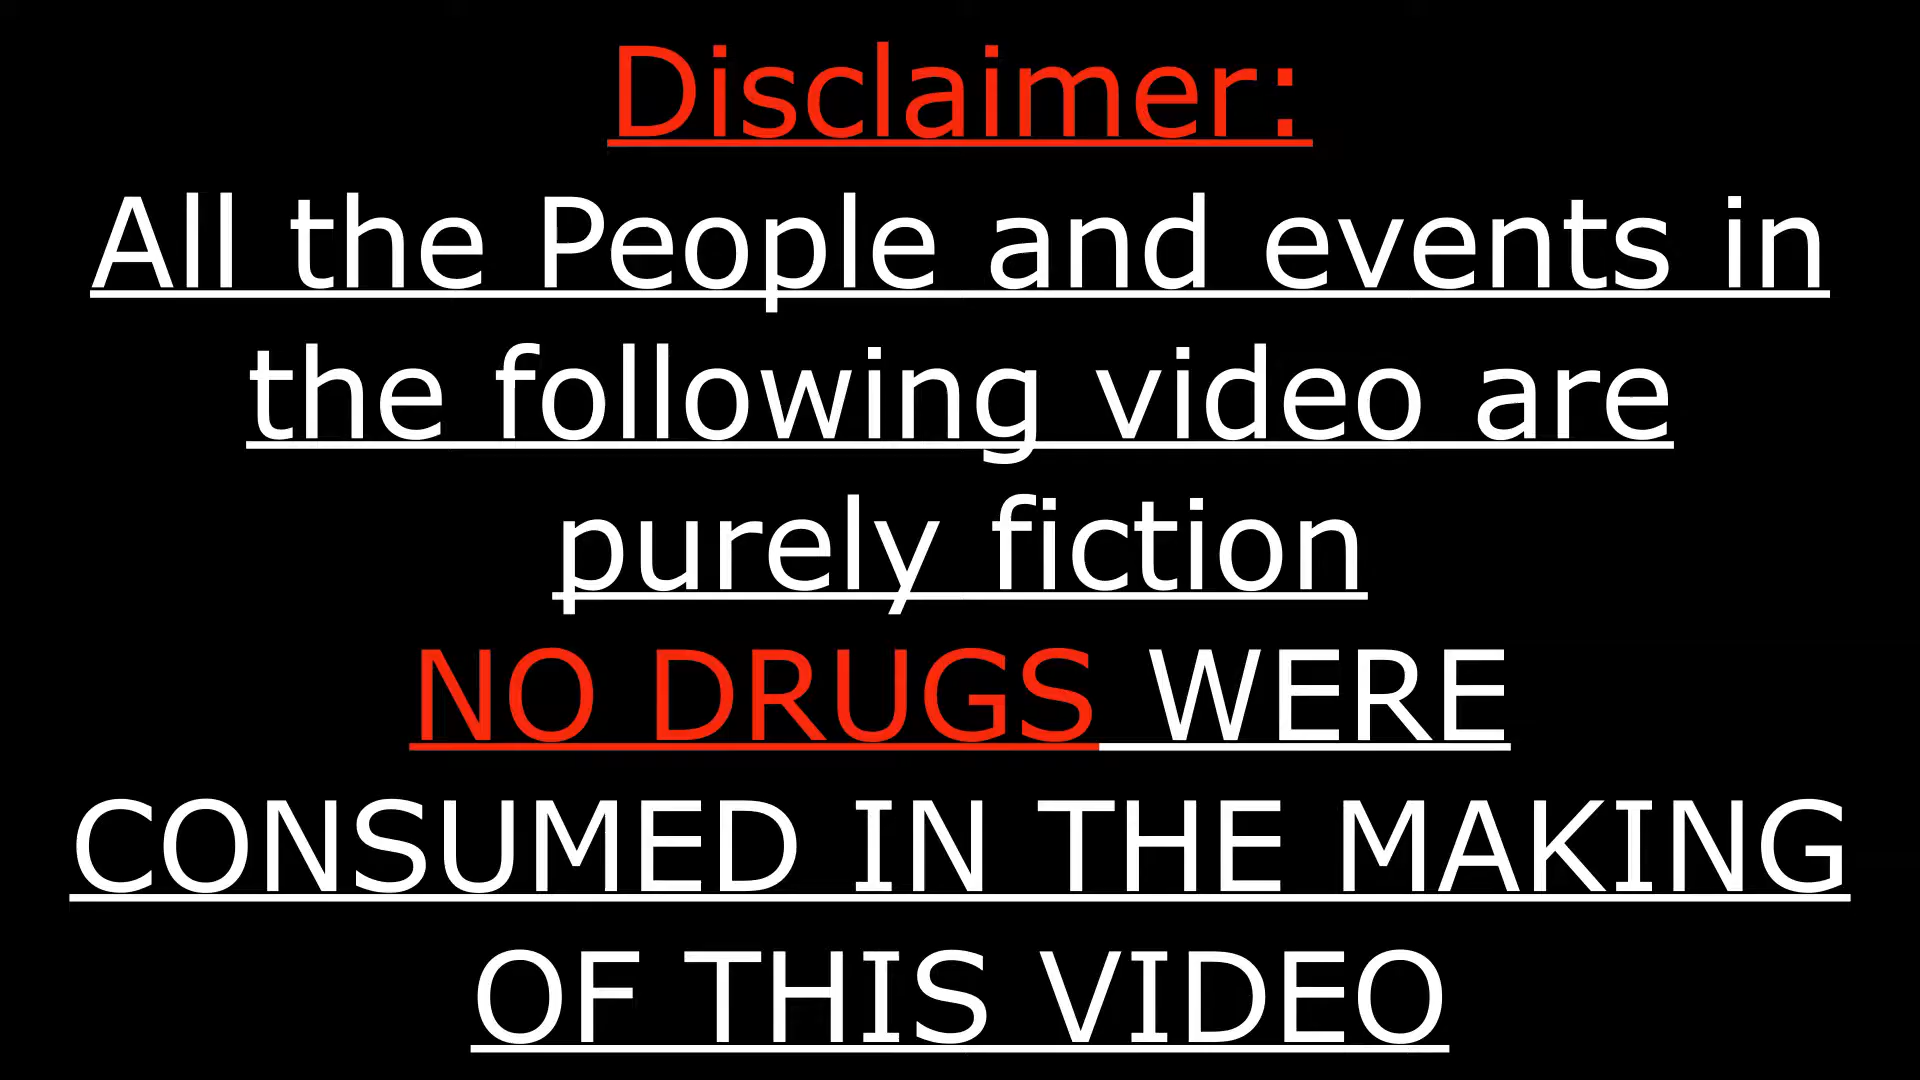 Disclaimer:
All the People and events in
the following video are
purely fiction
NO DRUGS WERE
CONSUMED IN THE MAKING
OF THIS VIDEO